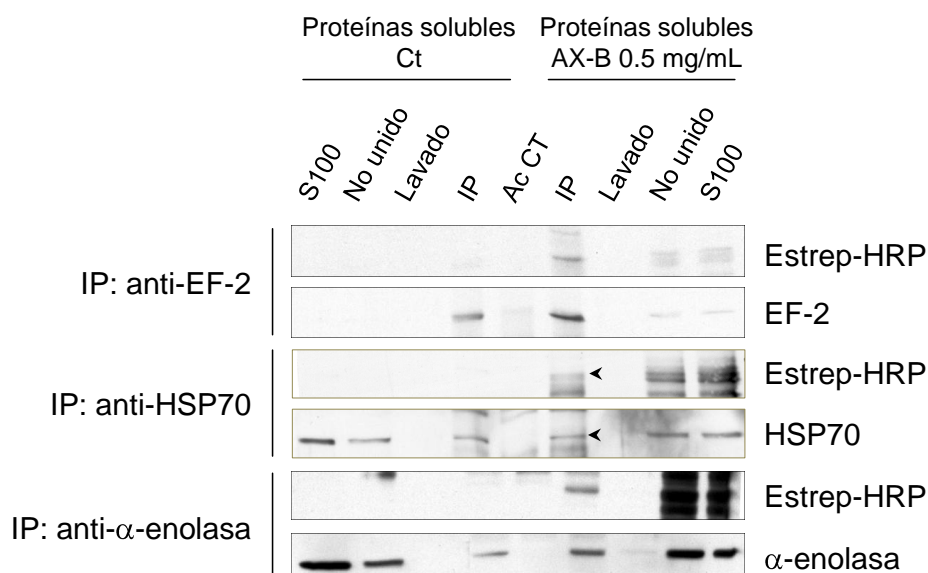 Proteínas solubles
Ct
Proteínas solubles
AX-B 0.5 mg/mL
S100
No unido
Lavado
IP
Ac CT
IP
Lavado
No unido
S100
IP: anti-EF-2
Estrep-HRP
EF-2
IP: anti-HSP70
Estrep-HRP
HSP70
IP: anti-α-enolasa
Estrep-HRP
α-enolasa